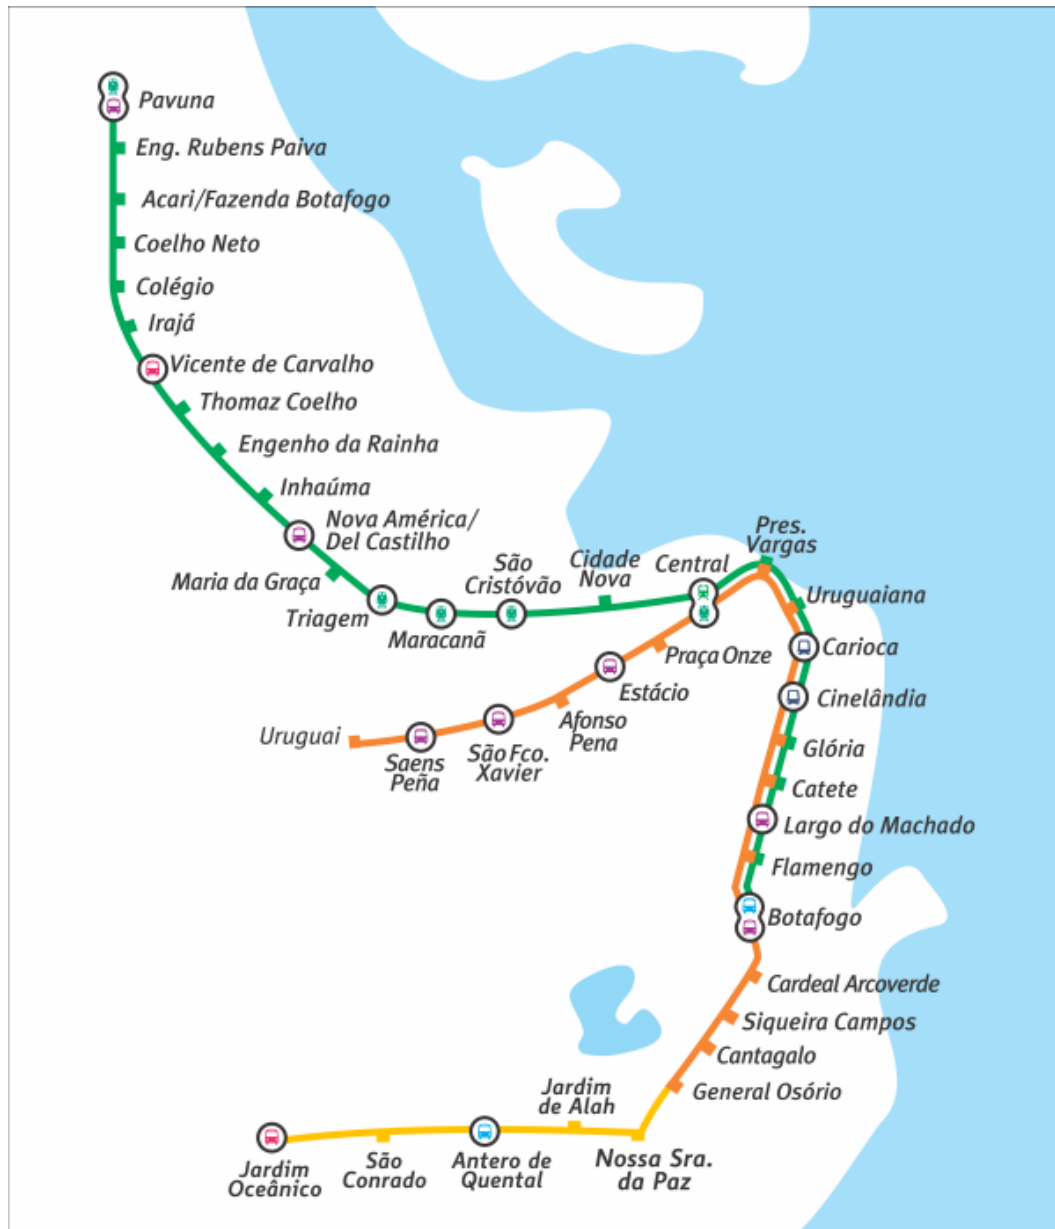 Pavuna
Eng. Rubens Paiva
Acari/Fazenda Botafogo
Coelho Neto
Colégio
Irajá
Vicente de Carvalho
Thomaz Coelho
Engenho da Rainha
Inhaúma
Nova América/
Del Castilho
Maria da Graça
Triagem
Maracanã
São
Cristóvão
Cidade
Nova
Central
Pres.
Vargas
Uruguaiana
Carioca
Cinelândia
Glória
Catete
Largo do Machado
Flamengo
Botafogo
Praça Onze
Estácio
Afonso
Pena
São Fco.
Xavier
Saens
Peña
Uruguai
Cardeal Arcoverde
Siqueira Campos
Cantagalo
General Osório
Nossa Sra.
da Paz
Jardim
de Alah
Antero de
Quental
São
Conrado
Jardim
Oceânico